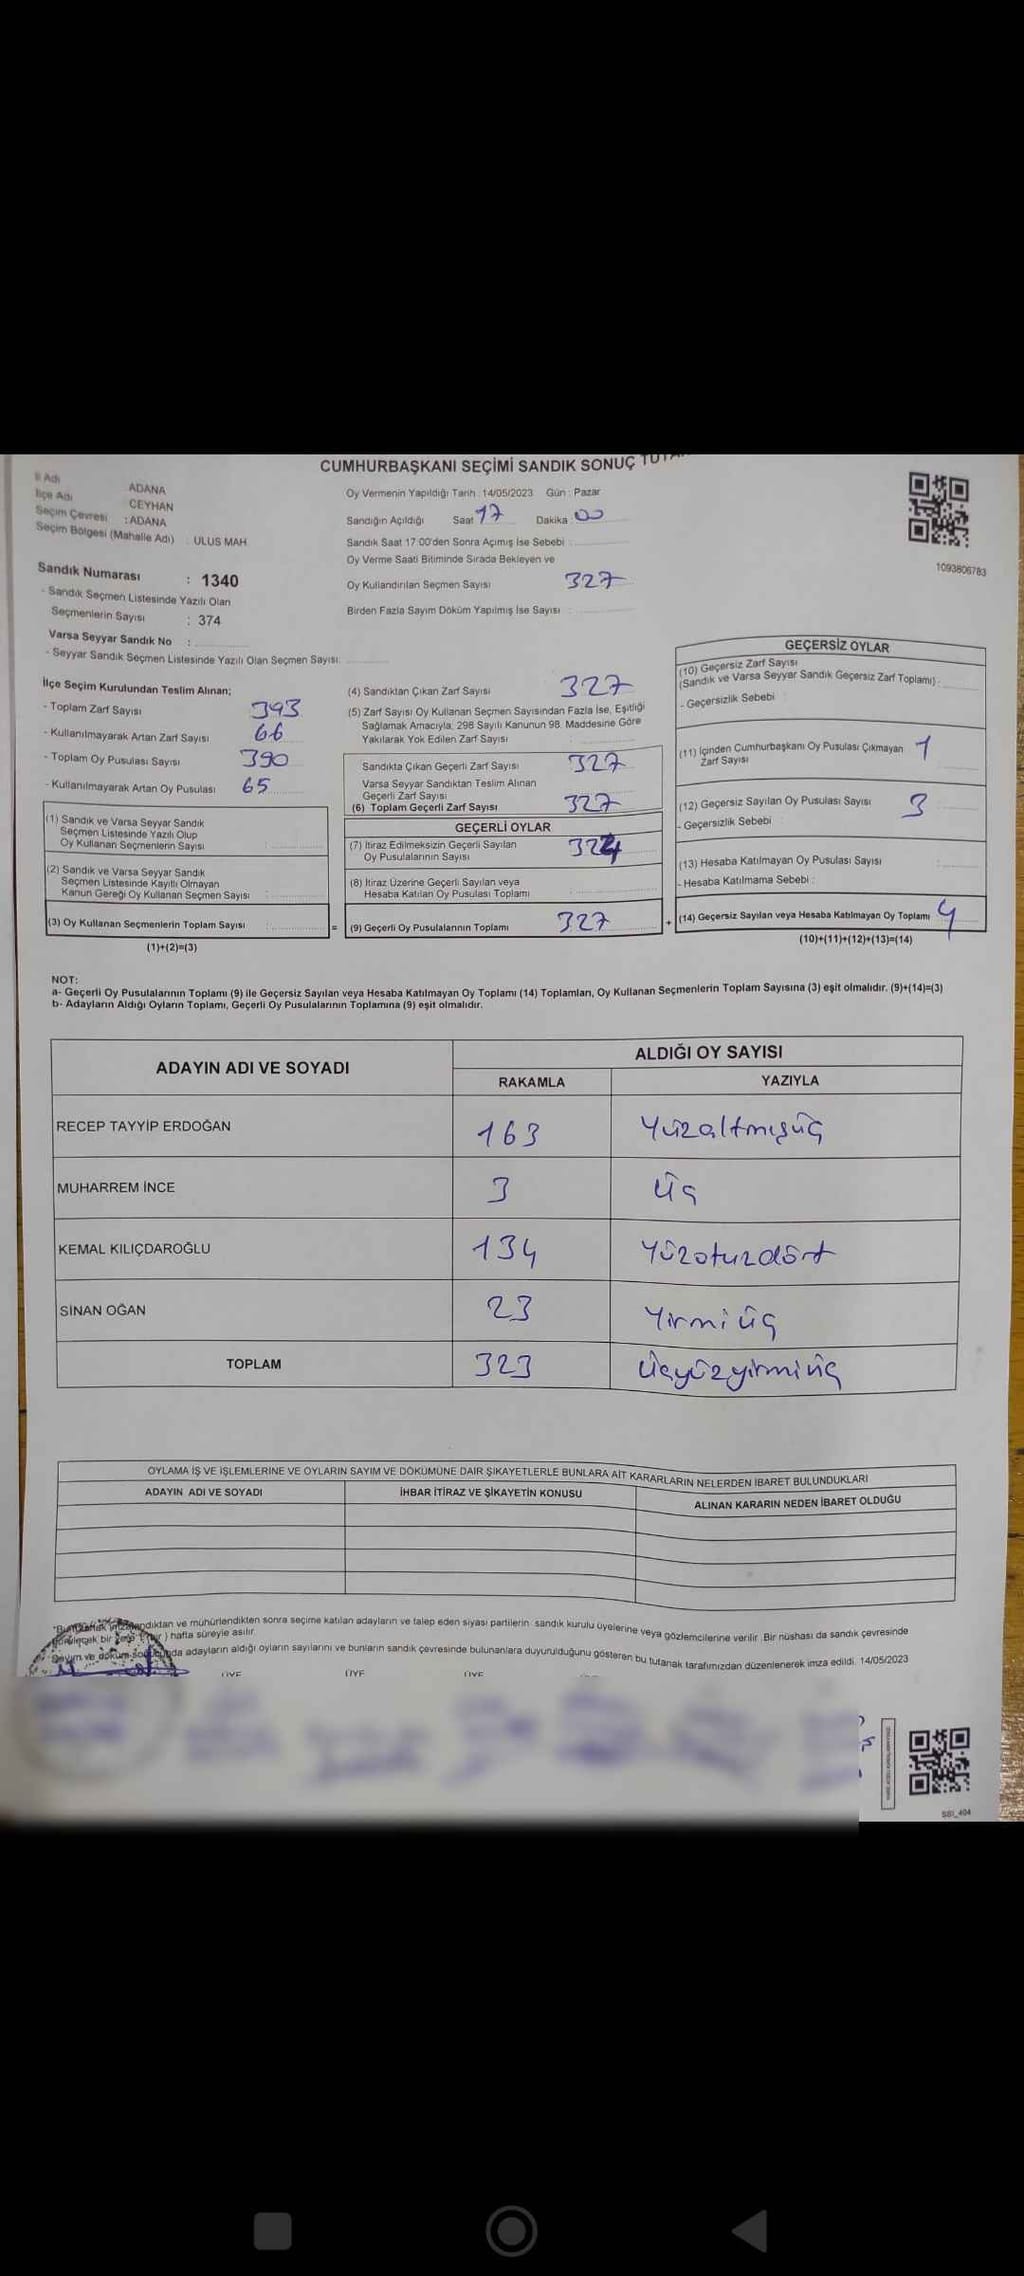 CUMHURBAŞKANI SEÇİMİ SANDIK SONUÇ
İl Adı ADANA
İlçe Adı CEYHAN
Seçim Çevresi : ADANA
Seçim Bölgesi (Mahalle Adı) : ULUS MAH.
Oy Vermenin Yapıldığı Tarih : 14/05/2023 Gün : Pazar
Sandığın Açıldığı Saat 17 Dakika : 00
Sandık Saat 17:00'den Sonra Açımış İse Sebebi :
Oy Verme Saati Bitiminde Sırada Bekleyen ve
Oy Kullandırılan Seçmen Sayısı 327
Birden Fazla Sayım Döküm Yapılmış İse Sayısı :
1093806783
Sandık Numarası : 1340
- Sandık Seçmen Listesinde Yazılı Olan
Seçmenlerin Sayısı : 374
Varsa Seyyar Sandık No :
- Seyyar Sandık Seçmen Listesinde Yazılı Olan Seçmen Sayısı:
İlçe Seçim Kurulundan Teslim Alınan;
- Toplam Zarf Sayısı 393
- Kullanılmayarak Artan Zarf Sayısı 66
- Toplam Oy Pusulası Sayısı 390
- Kullanılmayarak Artan Oy Pusulası 65
(1) Sandık ve Varsa Seyyar Sandık
Seçmen Listesinde Yazılı Olup
Oy Kullanan Seçmenlerin Sayısı :
(2) Sandık ve Varsa Seyyar Sandık
Seçmen Listesinde Kayıtlı Olmayan
Kanun Gereği Oy Kullanan Seçmen Sayısı :
(3) Oy Kullanan Seçmenlerin Toplam Sayısı : =
(1)+(2)=(3)
(4) Sandıktan Çıkan Zarf Sayısı 327
(5) Zarf Sayısı Oy Kullanan Seçmen Sayısından Fazla İse, Eşitliği
Sağlamak Amacıyla, 298 Sayılı Kanunun 98. Maddesine Göre
Yakılarak Yok Edilen Zarf Sayısı :
Sandıkta Çıkan Geçerli Zarf Sayısı 327
Varsa Seyyar Sandıktan Teslim Alınan
Geçerli Zarf Sayısı
(6) Toplam Geçerli Zarf Sayısı 327
GEÇERLİ OYLAR
(7) İtiraz Edilmeksizin Geçerli Sayılan
Oy Pusulalarının Sayısı 324
(8) İtiraz Üzerine Geçerli Sayılan veya
Hesaba Katılan Oy Pusulası Toplamı
(9) Geçerli Oy Pusulalarının Toplamı 327 +
GEÇERSİZ OYLAR
(10) Geçersiz Zarf Sayısı
(Sandık ve Varsa Seyyar Sandık Geçersiz Zarf Toplamı) :
- Geçersizlik Sebebi :
(11) İçinden Cumhurbaşkanı Oy Pusulası Çıkmayan 1
Zarf Sayısı
(12) Geçersiz Sayılan Oy Pusulası Sayısı 3
- Geçersizlik Sebebi :
(13) Hesaba Katılmayan Oy Pusulası Sayısı :
- Hesaba Katılmama Sebebi :
(14) Geçersiz Sayılan veya Hesaba Katılmayan Oy Toplamı 4
(10)+(11)+(12)+(13)=(14)
NOT:
a- Geçerli Oy Pusulalarının Toplamı (9) ile Geçersiz Sayılan veya Hesaba Katılmayan Oy Toplamı (14) Toplamları, Oy Kullanan Seçmenlerin Toplam Sayısına (3) eşit olmalıdır. (9)+(14)=(3)
b- Adayların Aldığı Oyların Toplamı, Geçerli Oy Pusulalarının Toplamına (9) eşit olmalıdır.
ADAYIN ADI VE SOYADI
ALDIĞI OY SAYISI
RAKAMLA YAZIYLA
RECEP TAYYİP ERDOĞAN 163 Yüzaltmışüç
MUHARREM İNCE 3 üç
KEMAL KILIÇDAROĞLU 134 Yüzotuzdört
SİNAN OĞAN 23 Yirmi üç
TOPLAM 323 üçyüzyirmiüç
OYLAMA İŞ VE İŞLEMLERİNE VE OYLARIN SAYIM VE DÖKÜMÜNE DAİR ŞİKAYETLERLE BUNLARA AİT KARARLARIN NELERDEN İBARET BULUNDUKLARI
ADAYIN ADI VE SOYADI İHBAR İTİRAZ VE ŞİKAYETİN KONUSU ALINAN KARARIN NEDEN İBARET OLDUĞU
ve mühürlendikten sonra seçime katılan adayların ve talep eden siyasi partilerin sandık kurulu üyelerine veya gözlemcilerine verilir. Bir nüshası da sandık çevresinde
hafta süreyle asılır.
adayların aldığı oyların sayılarını ve bunların sandık çevresinde bulunanlara duyurulduğunu gösteren bu tutanak tarafımızdan düzenlenerek imza edildi. 14/05/2023
ÜYE ÜYE ÜYE
SSI_404